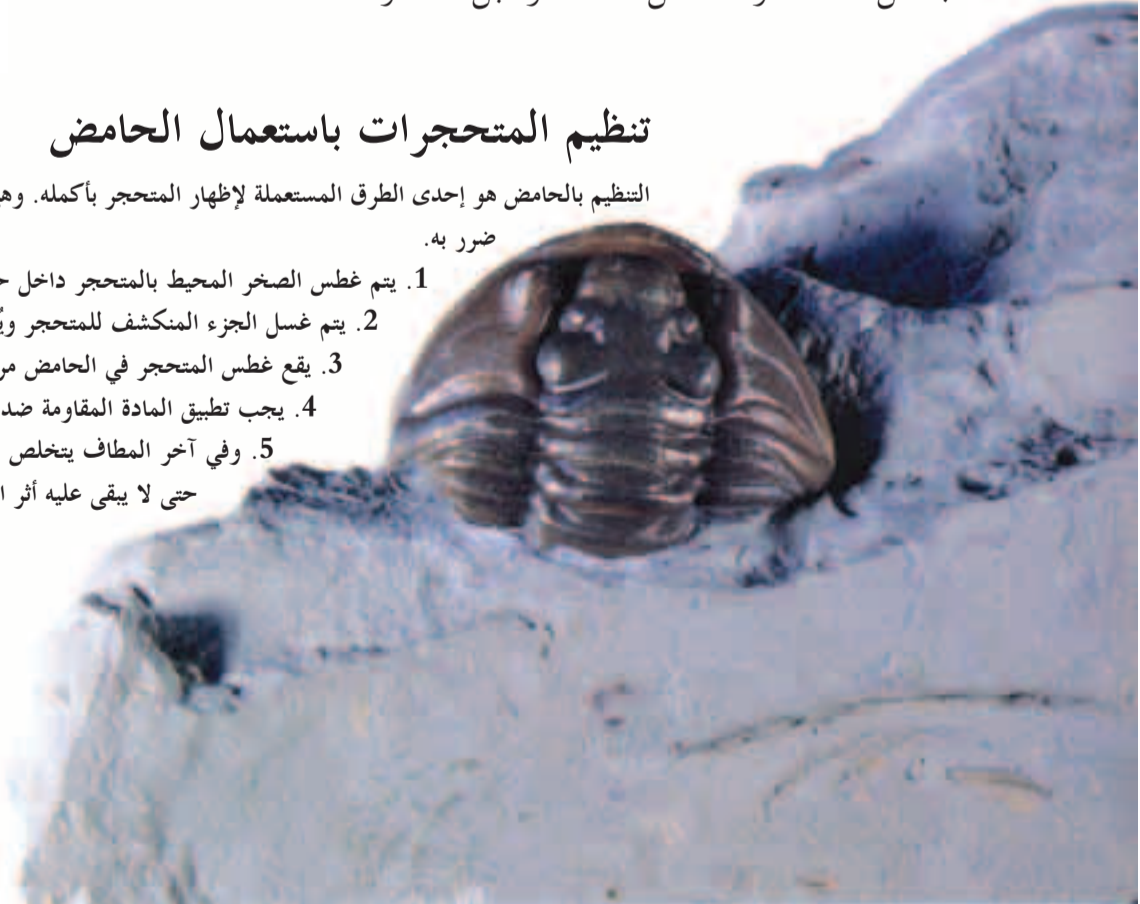 تنظيم المتحجرات باستعمال الحامض
التنظيم بالحامض هو إحدى الطرق المستعملة لإظهار المتحجر بأكمله.
ضرر به.
1. يتم غطس الصخر المحيط بالمتحجر داخل
2. يتم غسل الجزء المنكشف للمتحجر
3. يقع غطس المتحجر في الحامض
4. يجب تطبيق المادة المقاومة ضد
5. وفي آخر المطاف يتخلص
حتى لا يبقى عليه أثر